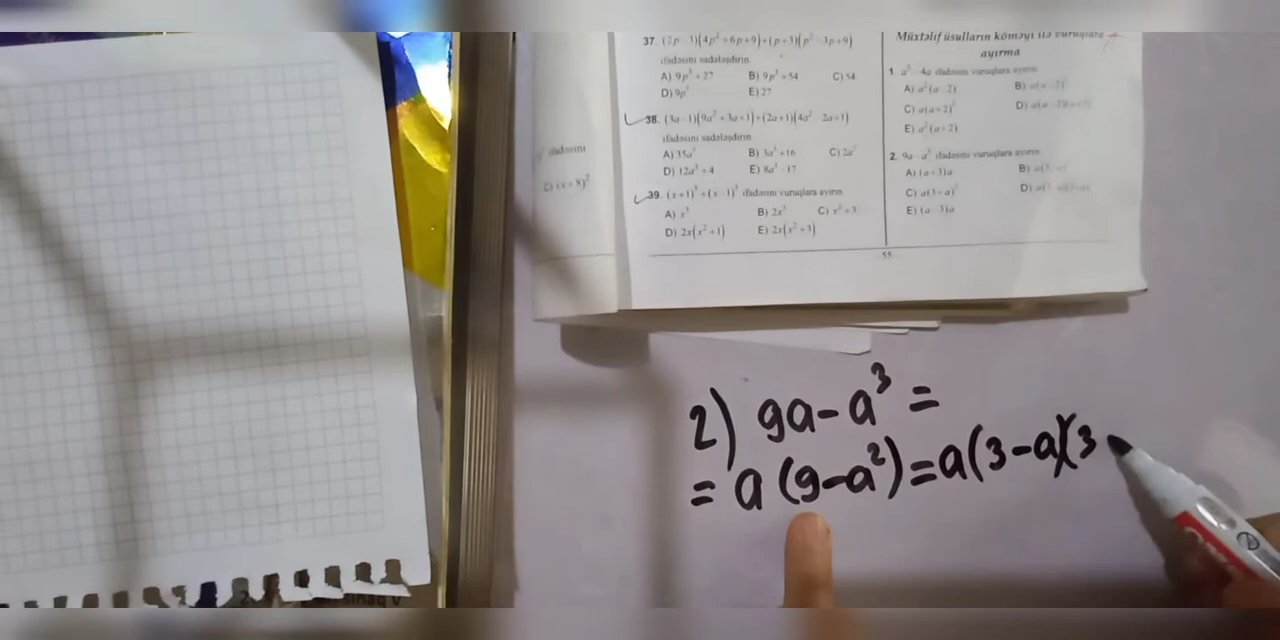 37. (2p-3)(4p²+6p+9)+(p+3)(p²-3p+9)
ifadəsini sadələşdirin.
A) 9p³+27 B) 9p³+54 C) 54
D) 9p³ E) 27
38. (3a-1)(9a²+3a+1)+(2a+1)(4a²-2a+1)
ifadəsini sadələşdirin.
A) 35a³ B) 3a³+16 C) 2a³
D) 12a³+4 E) 8a³-17
39. (x+1)³+(x-1)³ ifadəsini vuruqlara ayırın.
A) x³ B) 2x³ C) x²+3
D) 2x(x²+1) E) 2x(x²+3)
Müxtəlif üsulların köməyi ilə vuruqlara
ayırma
1. a³-4a ifadəsini vuruqlara ayırın.
A) a²(a-2) B)
C) a(a+2)² D)
E) a²(a+2)
2. 9a-a³ ifadəsini vuruqlara ayırın.
A) (a+3)a B)
C) a(3+a)² D)
E) (a-3)a
55
ifadəsini
C) (x+8)²
2) 9a-a³ =
= a(9-a²)=a(3-a)(3